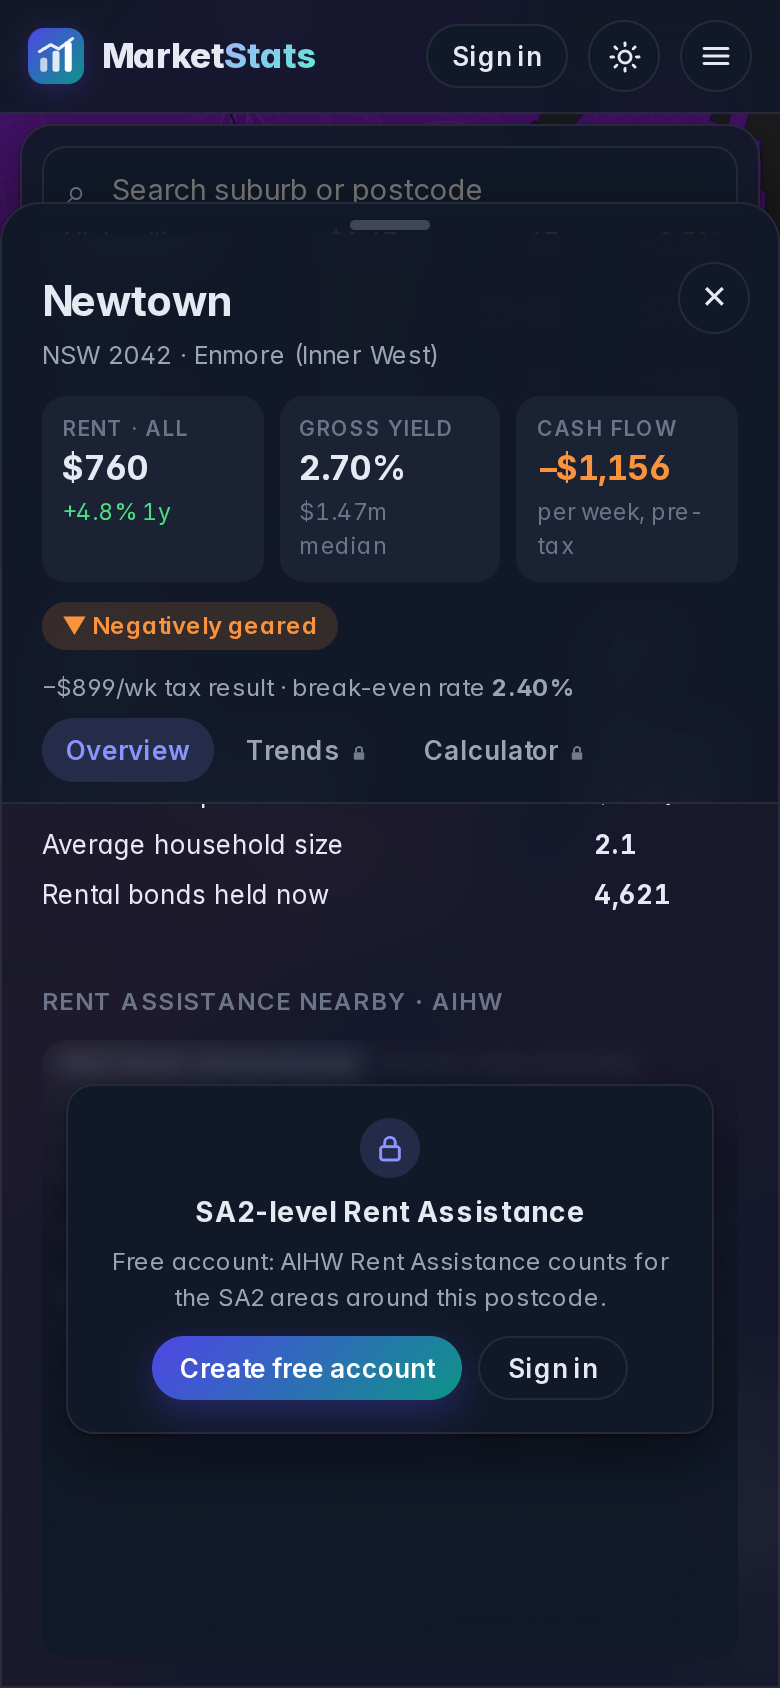 MarketStats
Sign in
Search suburb or postcode
Newtown
NSW 2042 · Enmore (Inner West)
RENT · ALL
$760
+4.8% 1y
GROSS YIELD
2.70%
$1.47m
median
CASH FLOW
−$1,156
per week, pre-
tax
▼ Negatively geared
−$899/wk tax result · break-even rate 2.40%
Overview
Trends
Calculator
Average household size 2.1
Rental bonds held now 4,621
RENT ASSISTANCE NEARBY · AIHW
SA2-level Rent Assistance
Free account: AIHW Rent Assistance counts for
the SA2 areas around this postcode.
Create free account
Sign in